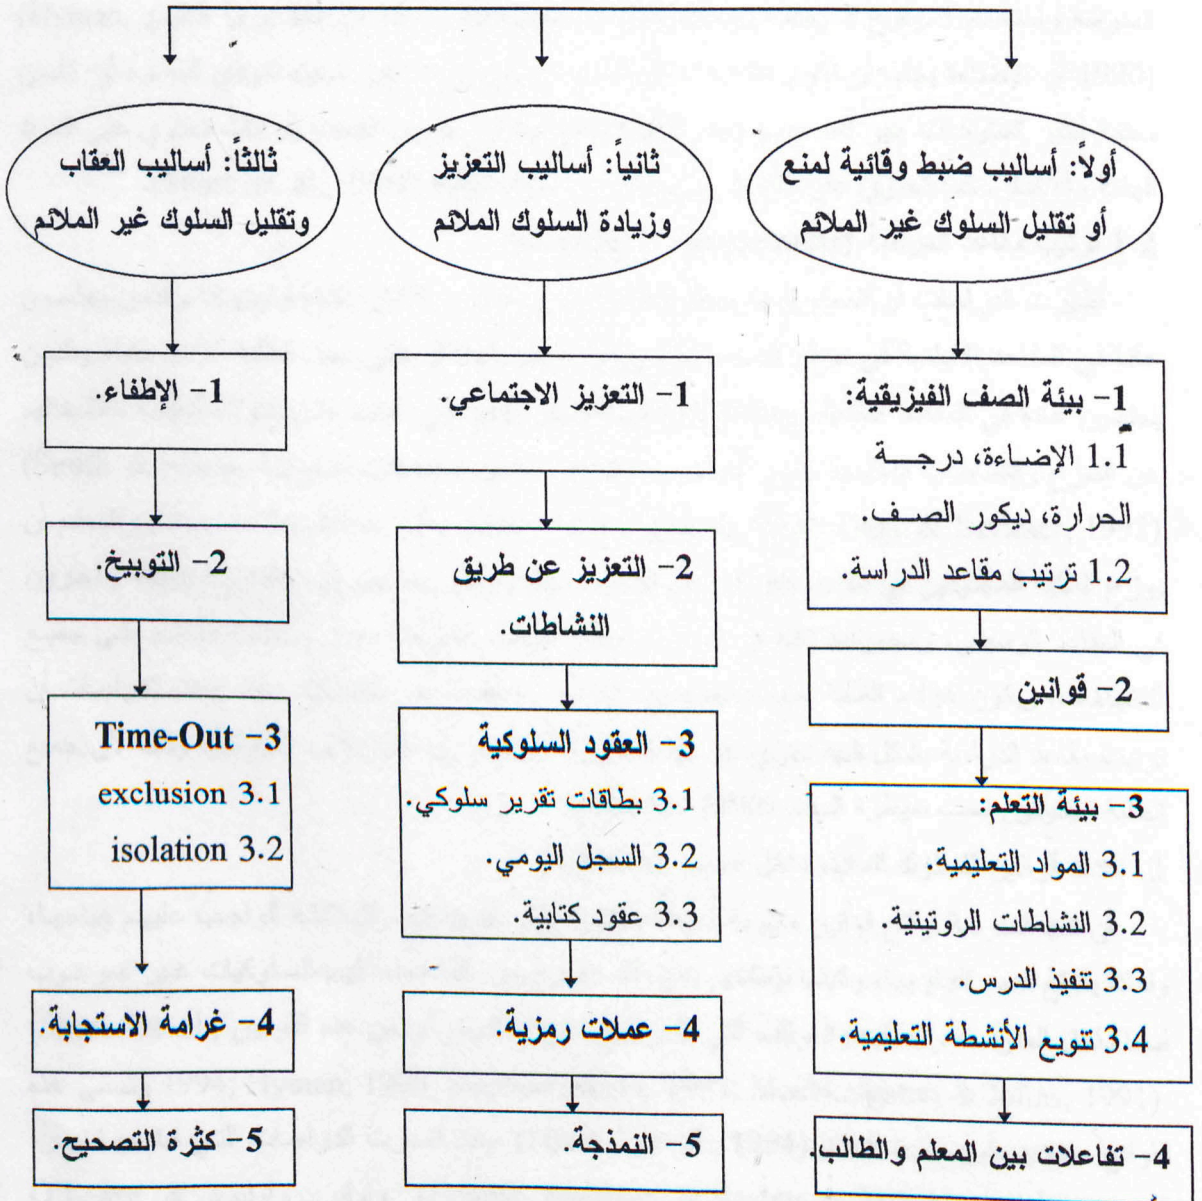 أولاً: أساليب ضبط وقائية لمنع
أو تقليل السلوك غير الملائم
1- بيئة الصف الفيزيقية:
1.1 الإضاءة، درجـــة
الحرارة، ديكور الصف.
1.2 ترتيب مقاعد الدراسة.
2- قوانين
3- بيئة التعلم:
3.1 المواد التعليمية .
3.2 النشاطات الروتينية.
3.3 تنفيذ الدرس.
3.4 تنويع الأنشطة التعليمية.
4- تفاعلات بين المعلم والطالب
ثانياً: أساليب التعزيز
وزيادة السلوك الملائم
1- التعزيز الاجتماعي.
2- التعزيز عن طريق
النشاطات.
3- العقود السلوكية
3.1 بطاقات تقرير سلوكي.
3.2 السجل اليومي.
3.3 عقود كتابية.
4- عملات رمزية
5- النمذجة.
ثالثاً: أساليب العقاب
وتقليل السلوك غير الملائم
1- الإطفاء.
2- التوبيخ
3- Time-Out
3.1 exclusion
3.2 isolation
4- غرامه الاستجابة.
5- كثرة التصحيح.